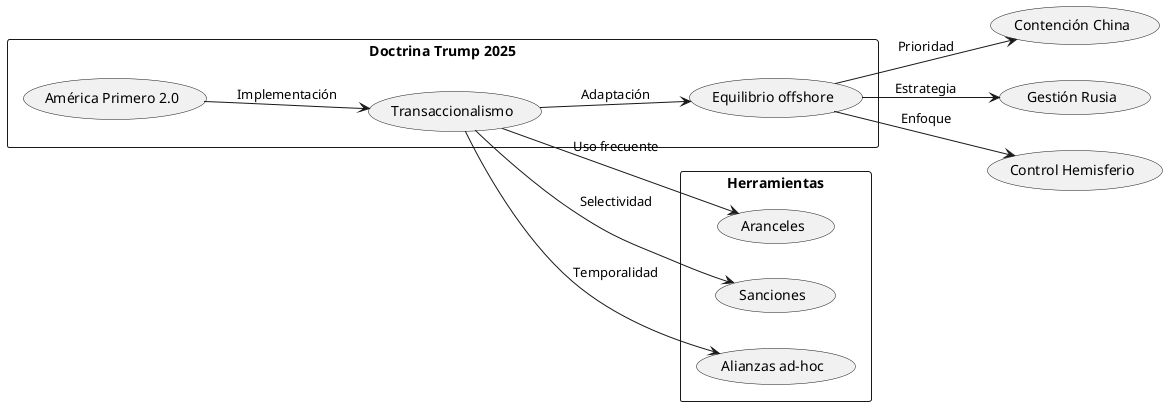 Contención China
Doctrina Trump 2025
Prioridad
América Primero 2.0
Implementación
Transaccionalismo
Adaptación
Equilibrio offshore
Estrategia
Gestión Rusia
Enfoque
Control Hemisferio
Uso frecuente
Herramientas
Selectividad
Aranceles
Temporalidad
Sanciones
Alianzas ad-hoc